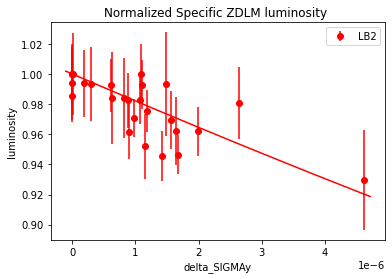 Normalized Specific ZDLM luminosity
LB2
luminosity
1.02
1.00
0.98
0.96
0.94
0.92
0.90
0
1
2
3
4
1e−6
delta_SIGMAy